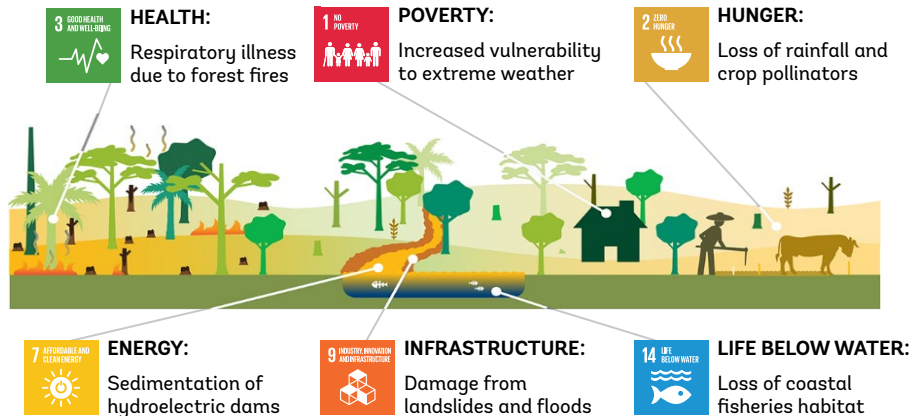 3 GOOD HEALTH
AND WELL-BEING
HEALTH:
Respiratory illness
due to forest fires
1 NO
POVERTY
POVERTY:
Increased vulnerability
to extreme weather
2 ZERO
HUNGER
HUNGER:
Loss of rainfall and
crop pollinators
7 AFFORDABLE AND
CLEAN ENERGY
ENERGY:
Sedimentation of
hydroelectric dams
9 INDUSTRY, INNOVATION
AND INFRASTRUCTURE
INFRASTRUCTURE:
Damage from
landslides and floods
14 LIFE
BELOW WATER
LIFE BELOW WATER:
Loss of coastal
fisheries habitat